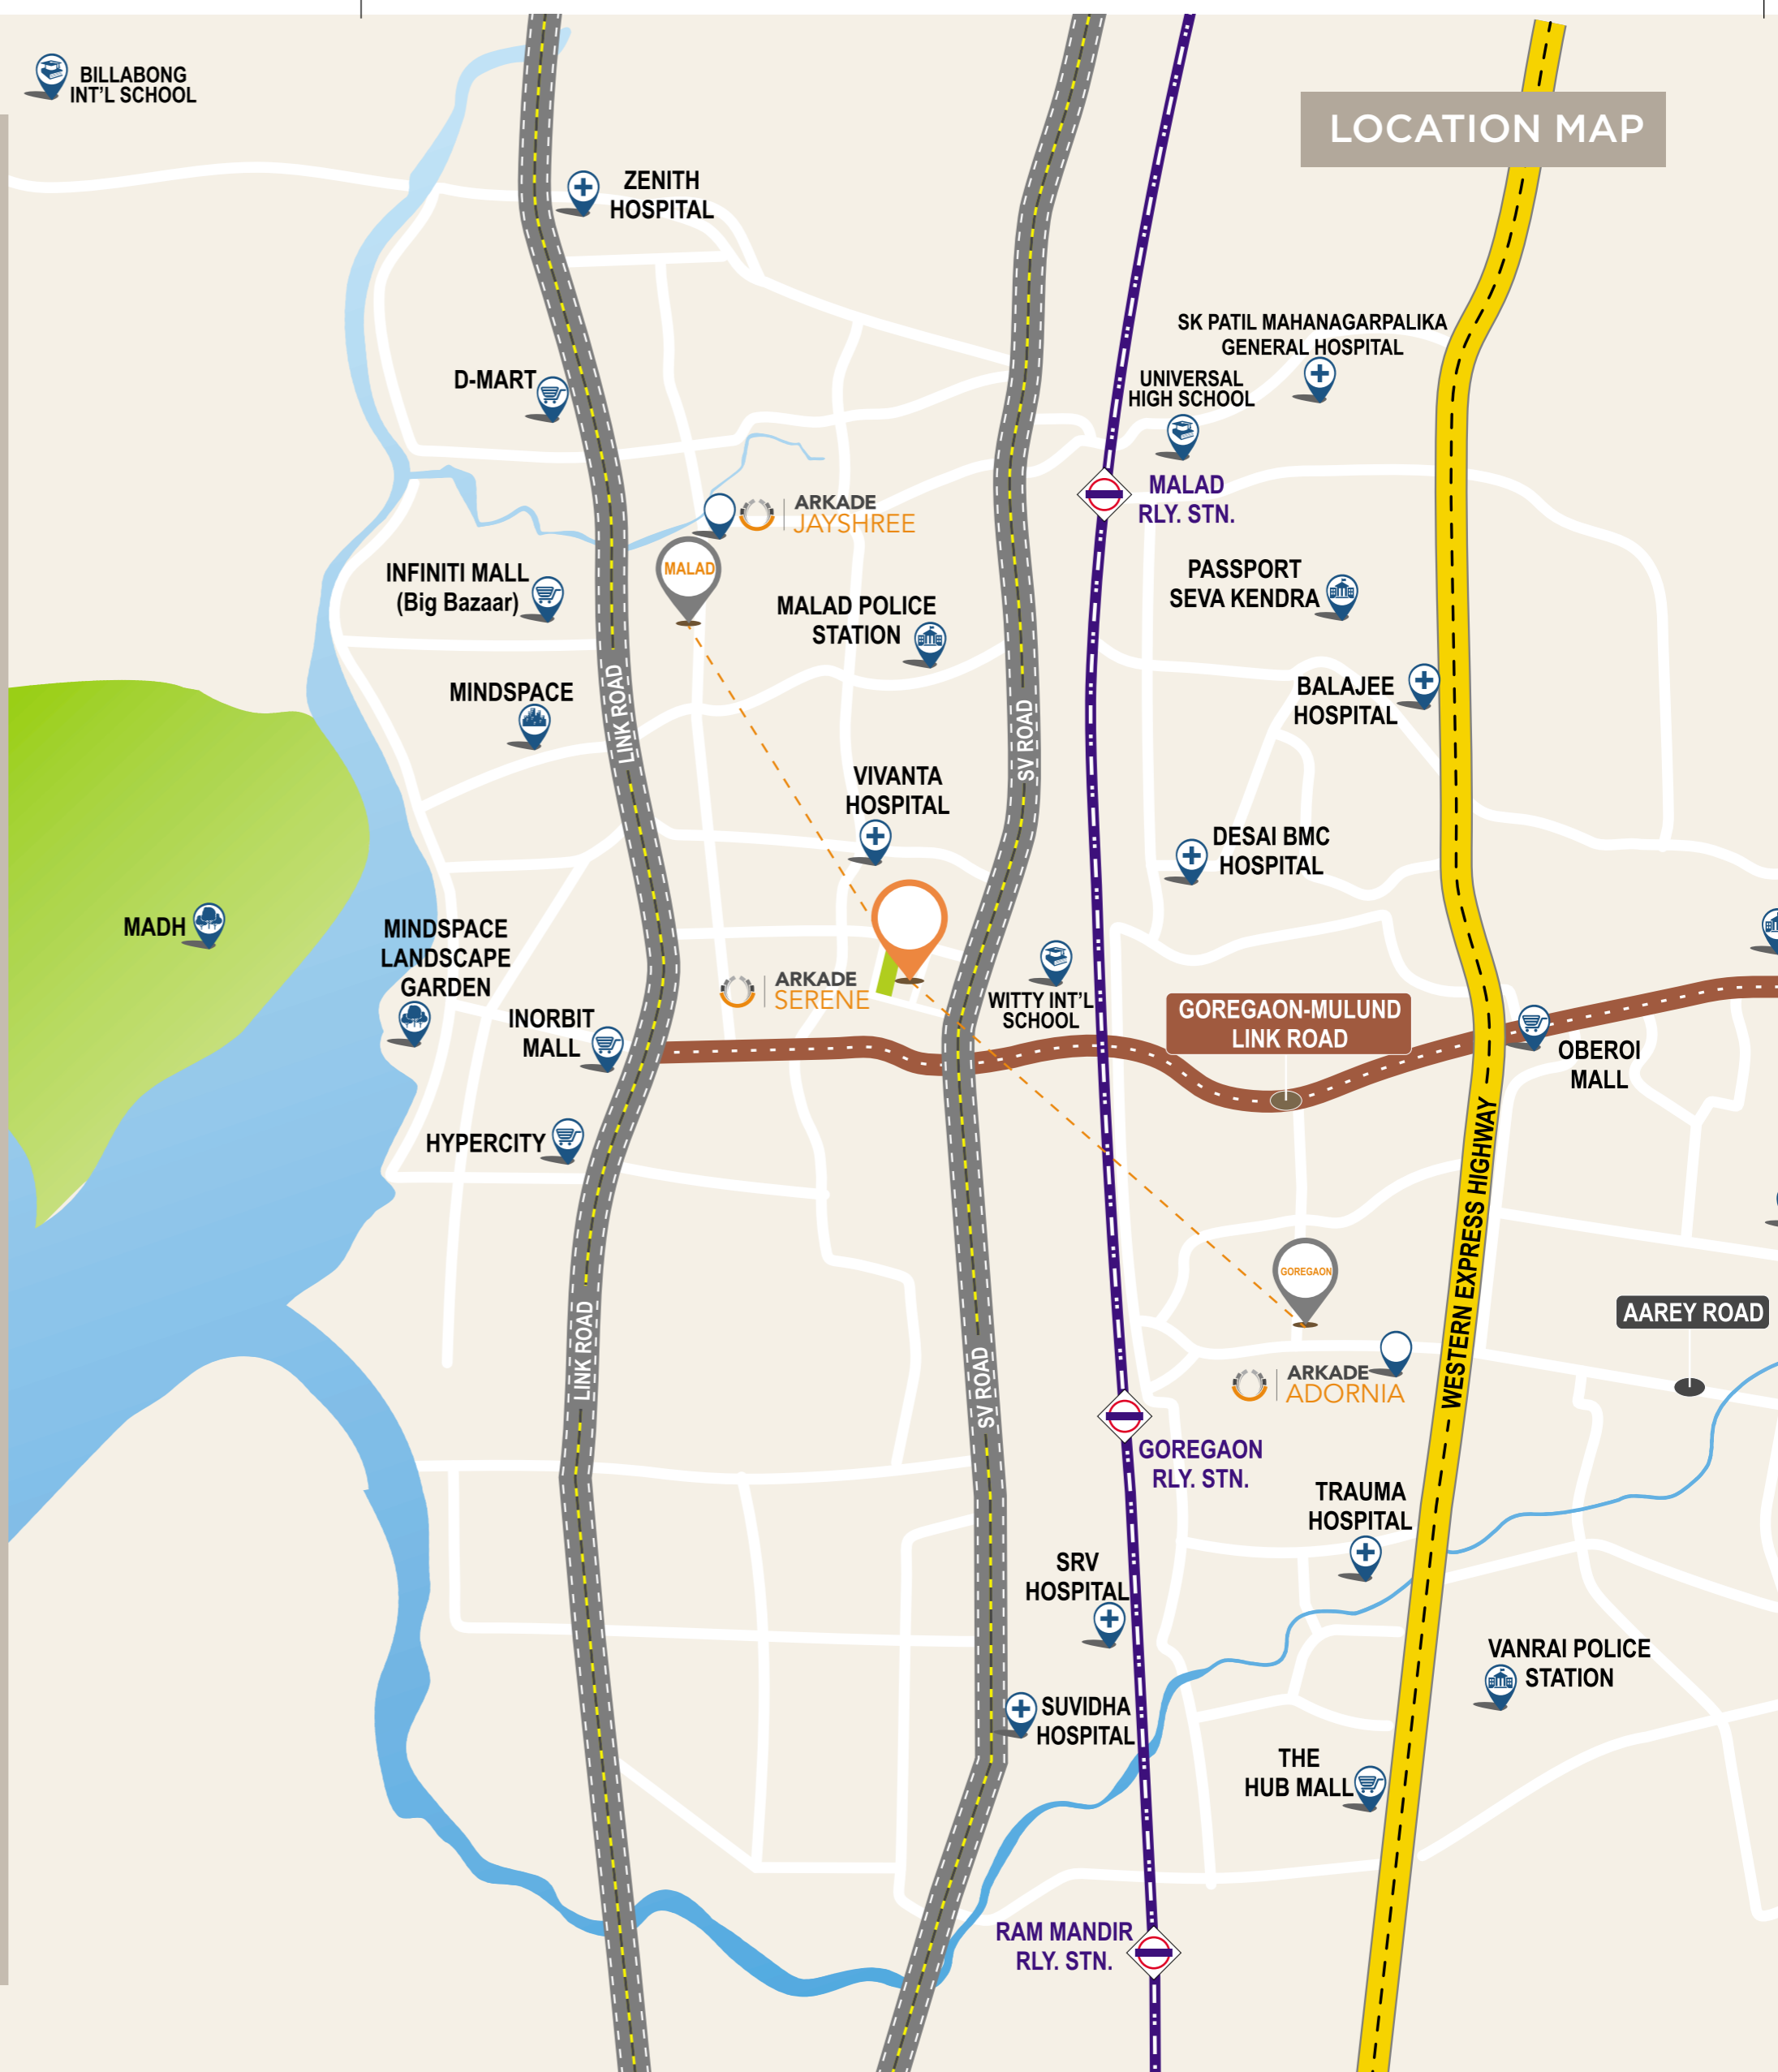 BILLABONG
INT'L SCHOOL
LOCATION MAP
ZENITH
HOSPITAL
SK PATIL MAHANAGARPALIKA
GENERAL HOSPITAL
D-MART
UNIVERSAL
HIGH SCHOOL
MALAD
RLY. STN.
ARKADE
JAYSHREE
MALAD
INFINITI MALL
(Big Bazaar)
PASSPORT
SEVA KENDRA
MALAD POLICE
STATION
MINDSPACE
LINK ROAD
SV ROAD
BALAJEE
HOSPITAL
VIVANTA
HOSPITAL
DESAI BMC
HOSPITAL
MADH
MINDSPACE
LANDSCAPE
GARDEN
ARKADE
SERENE
WITTY INT'L
SCHOOL
GOREGAON-MULUND
LINK ROAD
INORBIT
MALL
OBEROI
MALL
HYPERCITY
WESTERN EXPRESS HIGHWAY
GOREGAON
AAREY ROAD
LINK ROAD
SV ROAD
ARKADE
ADORNIA
GOREGAON
RLY. STN.
TRAUMA
HOSPITAL
SRV
HOSPITAL
VANRAI POLICE
STATION
SUVIDHA
HOSPITAL
THE
HUB MALL
RAM MANDIR
RLY. STN.